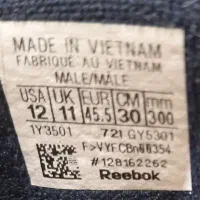 MADE IN VIETNAM
FABRIQUÉ AU VIETNAM
MALE/MALE
USA UK EUR CM mm
12 11 45.5 30 300
1Y3501 721 GY5301
#128162262
Reebok